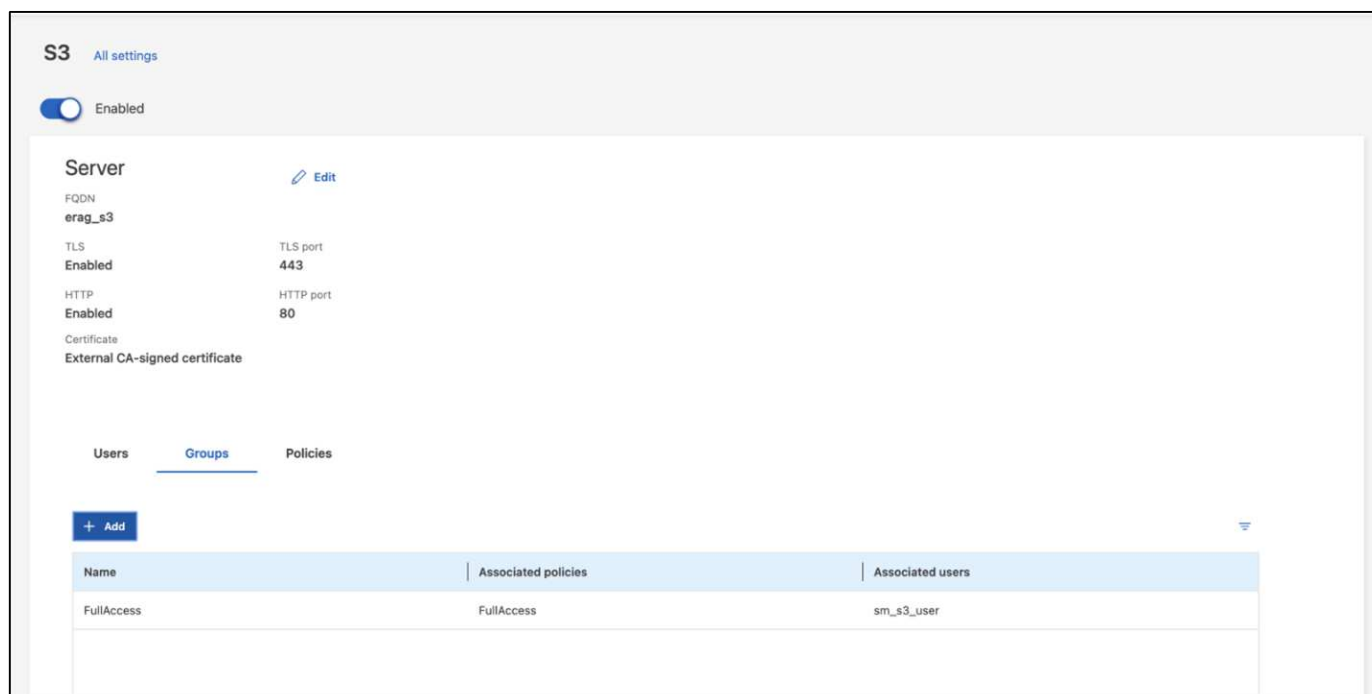 S3 All settings
Enabled
Server Edit
FQDN
erag_s3
TLS TLS port
Enabled 443
HTTP HTTP port
Enabled 80
Certificate
External CA-signed certificate
Users Groups Policies
+ Add
Name Associated policies Associated users
FullAccess FullAccess sm_s3_user